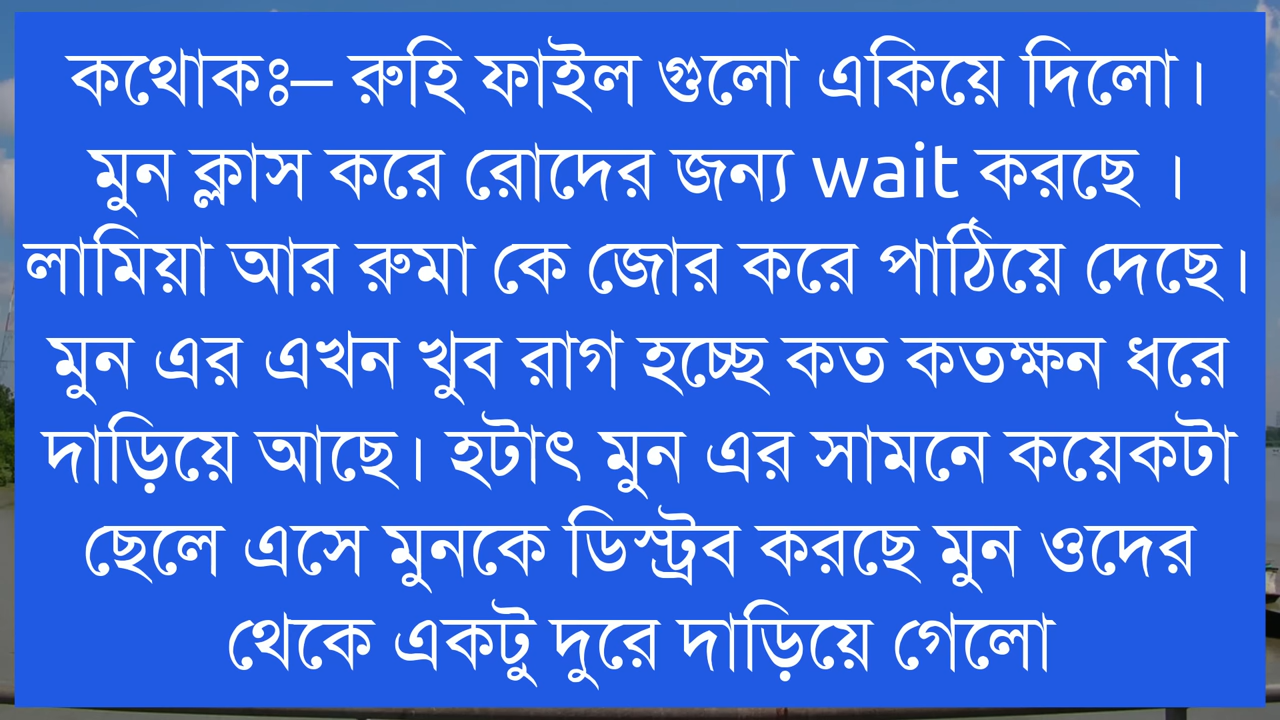 কথোকঃ– রুহি ফাইল গুলো একিয়ে দিলো।
মুন ক্লাস করে রোদের জন্য wait করছে ।
লামিয়া আর রুমা কে জোর করে পাঠিয়ে দেছে।
মুন এর এখন খুব রাগ হচ্ছে কত কতক্ষন ধরে
দাড়িয়ে আছে। হটাৎ মুন এর সামনে কয়েকটা
ছেলে এসে মুনকে ডিস্ট্রব করছে মুন ওদের
থেকে একটু দুরে দাড়িয়ে গেলো